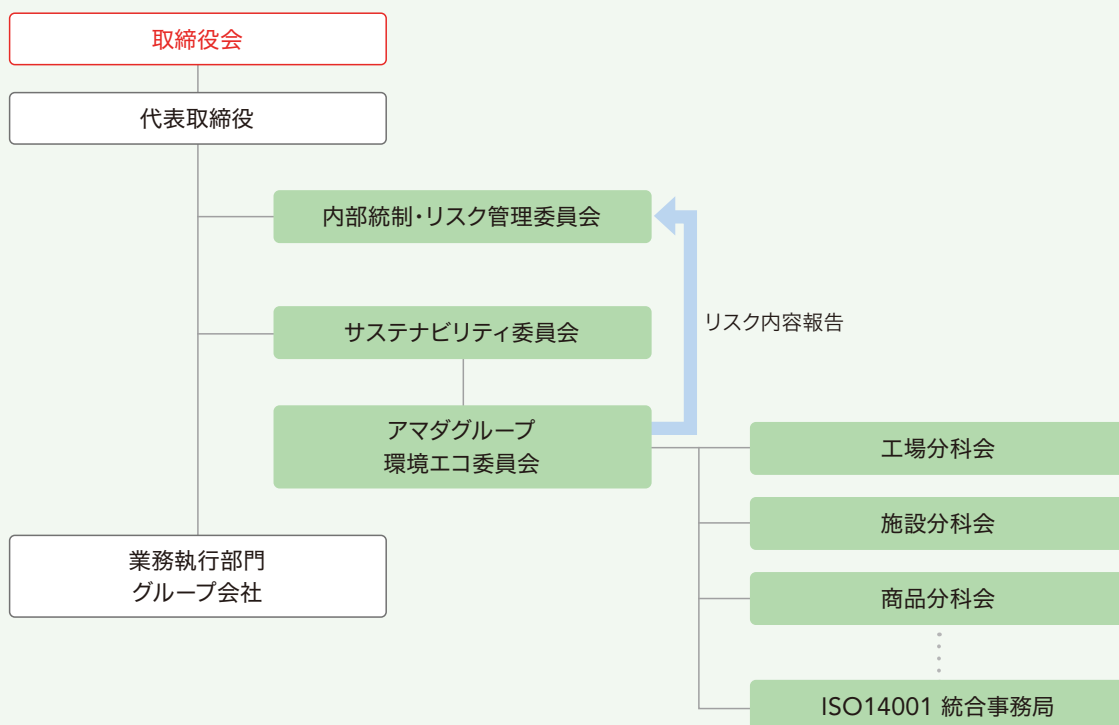 取締役会
代表取締役
内部統制・リスク管理委員会
サステナビリティ委員会
リスク内容報告
アマダグループ
環境エコ委員会
工場分科会
施設分科会
商品分科会
ISO14001 統合事務局
業務執行部門
グループ会社